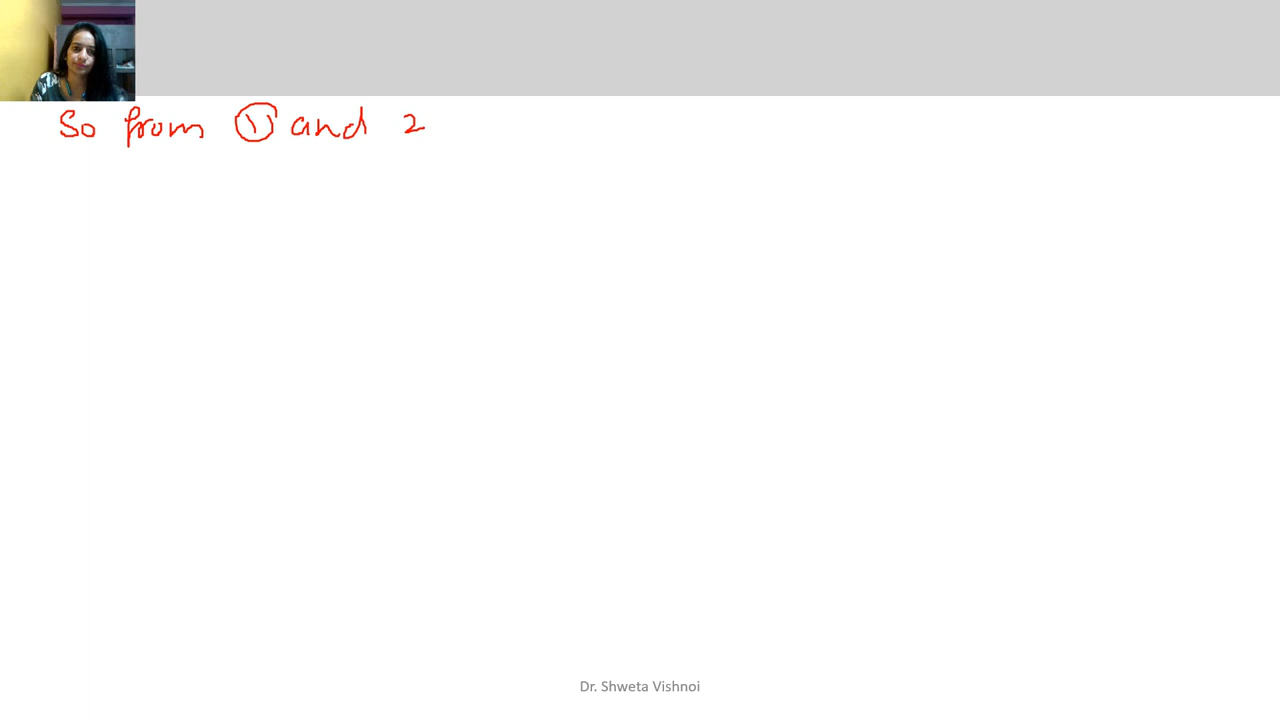 So from ① and 2
Dr. Shweta Vishnoi